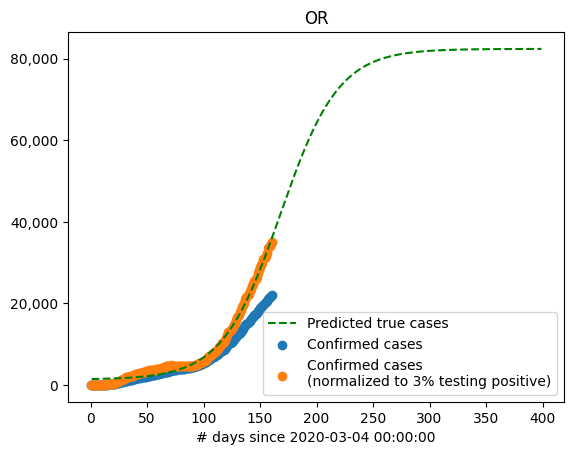 OR
80,000
60,000
40,000
20,000
0
Predicted true cases
Confirmed cases
Confirmed cases
(normalized to 3% testing positive)
0 50 100 150 200 250 300 350 400
# days since 2020-03-04 00:00:00